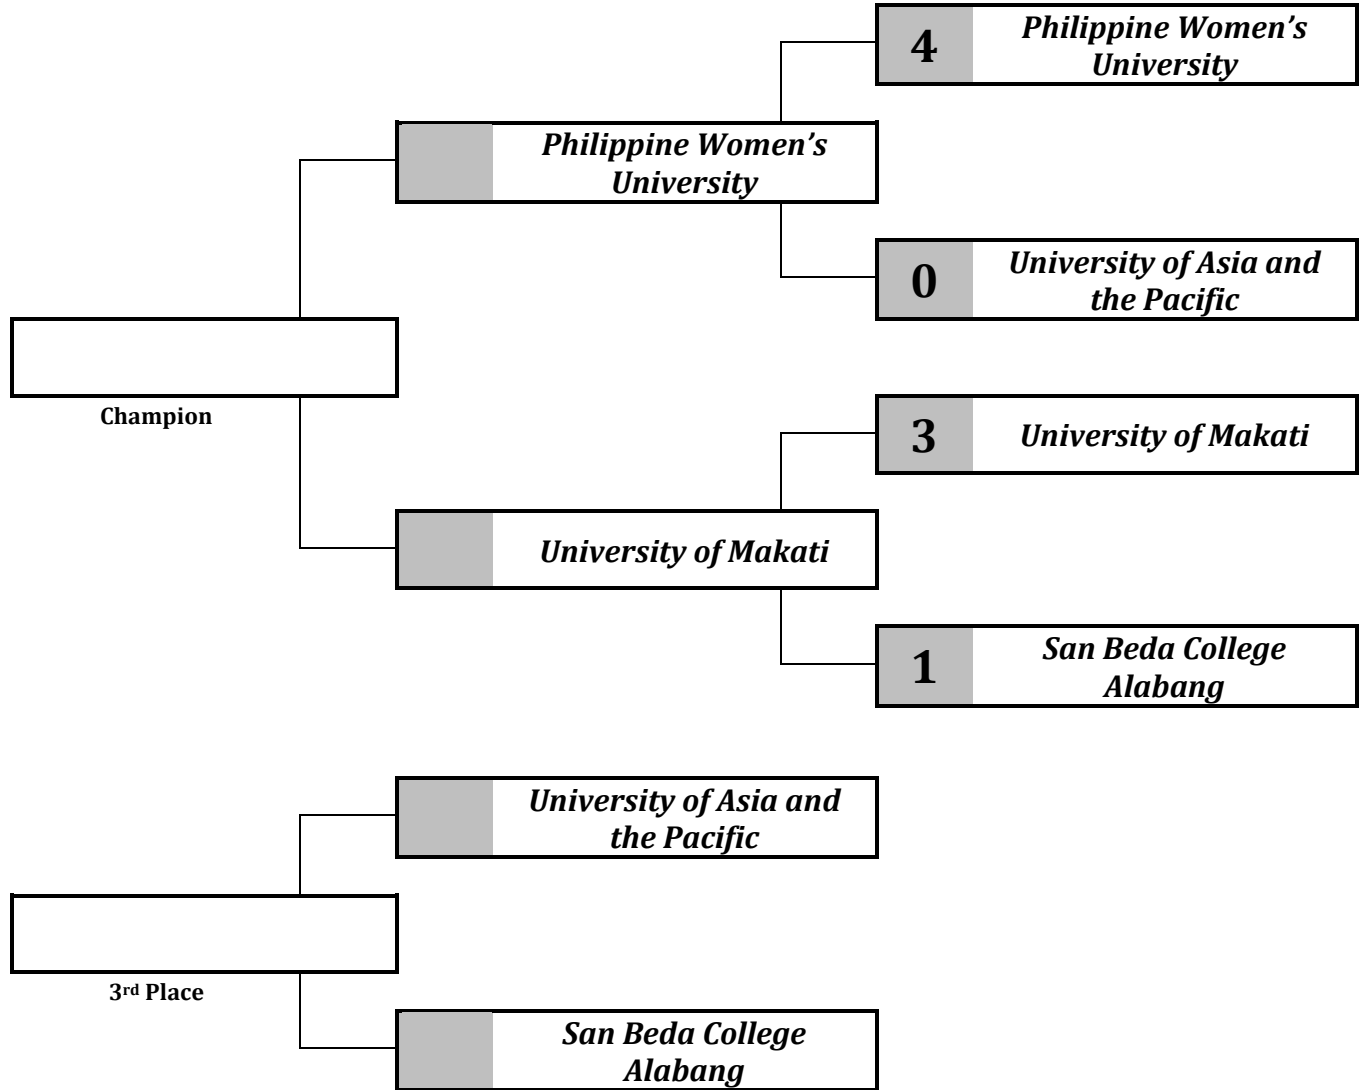 4
Philippine Women's
University
Philippine Women's
University
0
University of Asia and
the Pacific
Champion
3
University of Makati
University of Makati
1
San Beda College
Alabang
University of Asia and
the Pacific
3rd Place
San Beda College
Alabang